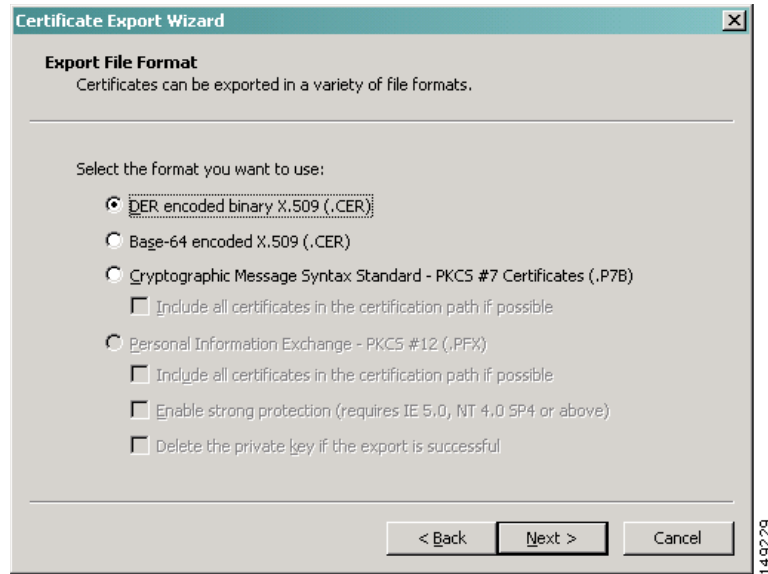 Certificate Export Wizard
Export File Format
Certificates can be exported in a variety of file formats.
Select the format you want to use:
DER encoded binary X.509 (.CER)
Base-64 encoded X.509 (.CER)
Cryptographic Message Syntax Standard - PKCS #7 Certificates (.P7B)
Include all certificates in the certification path if possible
Personal Information Exchange - PKCS #12 (.PFX)
Include all certificates in the certification path if possible
Enable strong protection (requires IE 5.0, NT 4.0 SP4 or above)
Delete the private key if the export is successful
< Back
Next >
Cancel
149229